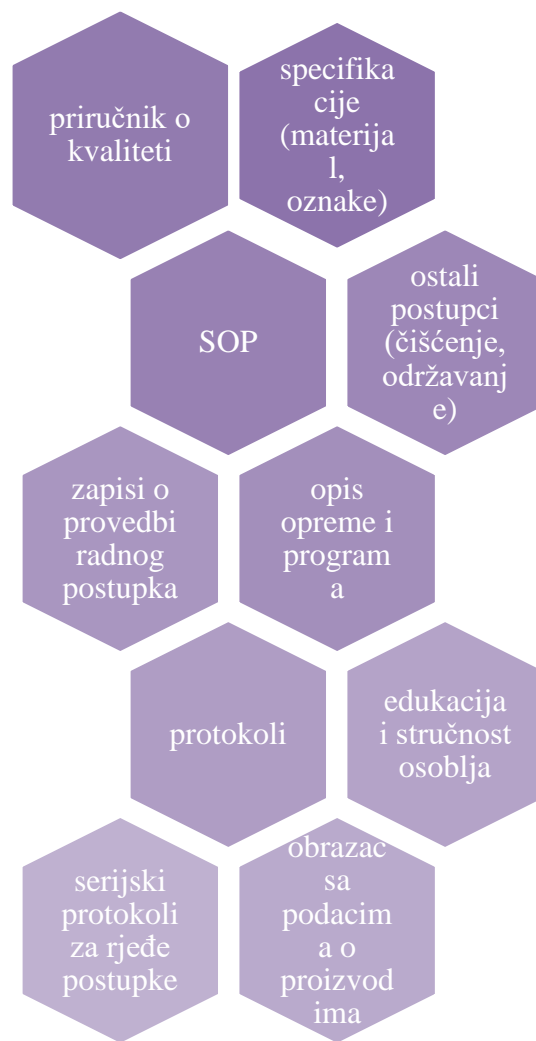 priručnik o
kvaliteti
specifika
cije
(materija
l,
oznake)
SOP
ostali
postupci
(čišćenje,
održavanj
e)
zapisi o
provedbi
radnog
postupka
opis
opreme i
program
a
protokoli
edukacija
i stručnost
osoblja
serijski
protokoli
za rjeđe
postupke
obrazac
sa
podacim
a o
proizvod
ima